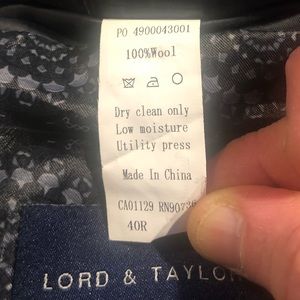 PO 4900043001
100%Wool
Dry clean only
Low moisture
Utility press
Made In China
CA01129
40R
LORD & TAYLOR